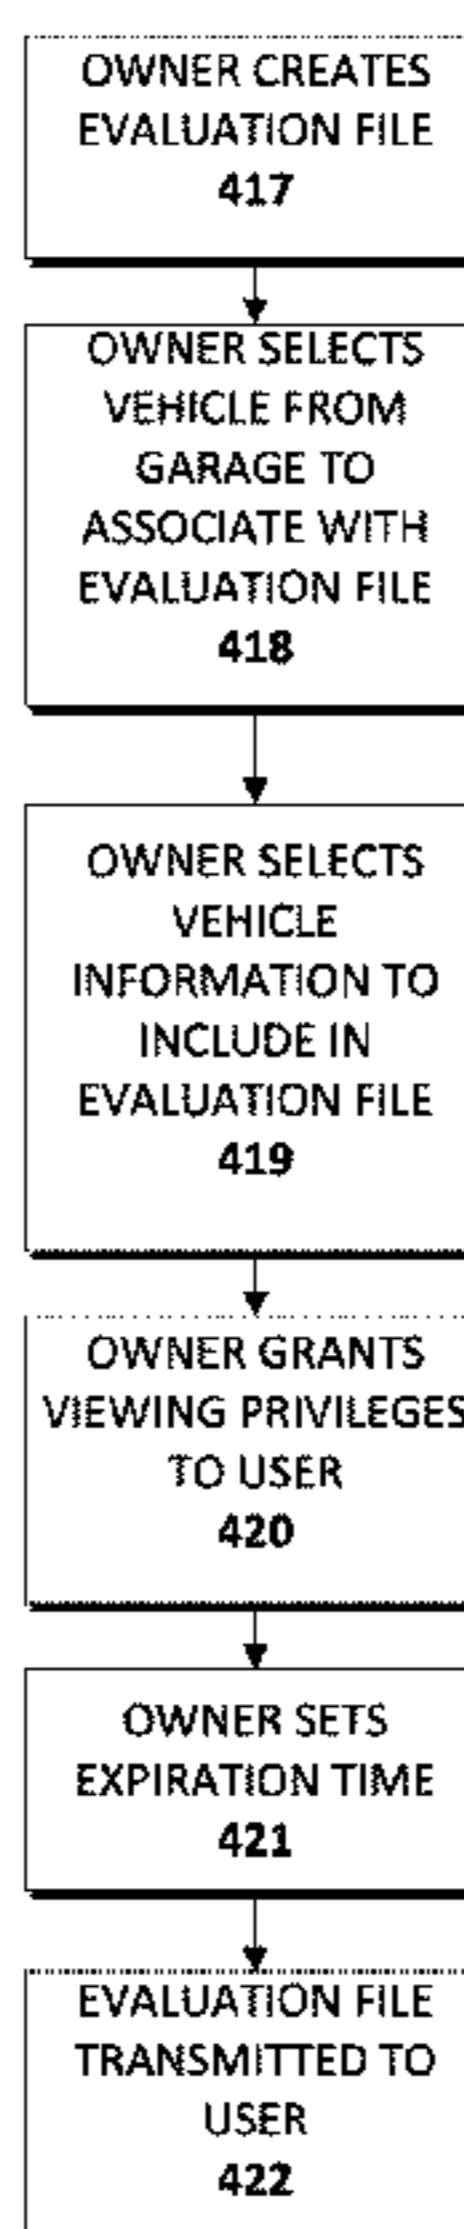 OWNER CREATES
EVALUATION FILE
417
OWNER SELECTS
VEHICLE FROM
GARAGE TO
ASSOCIATE WITH
EVALUATION FILE
418
OWNER SELECTS
VEHICLE
INFORMATION TO
INCLUDE IN
EVALUATION FILE
419
OWNER GRANTS
VIEWING PRIVILEGES
TO USER
420
OWNER SETS
EXPIRATION TIME
421
EVALUATION FILE
TRANSMITTED TO
USER
422